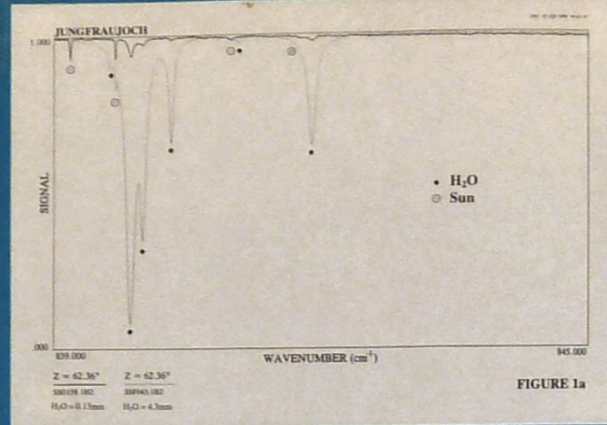 JUNGFRAUJOCH
1.000
SIGNAL
H₂O
Sun
.000
839.000
WAVENUMBER (cm⁻¹)
845.000
Z = 62.36° Z = 62.36°
H₂O = 0.13mm H₂O = 4.3mm
FIGURE 1a